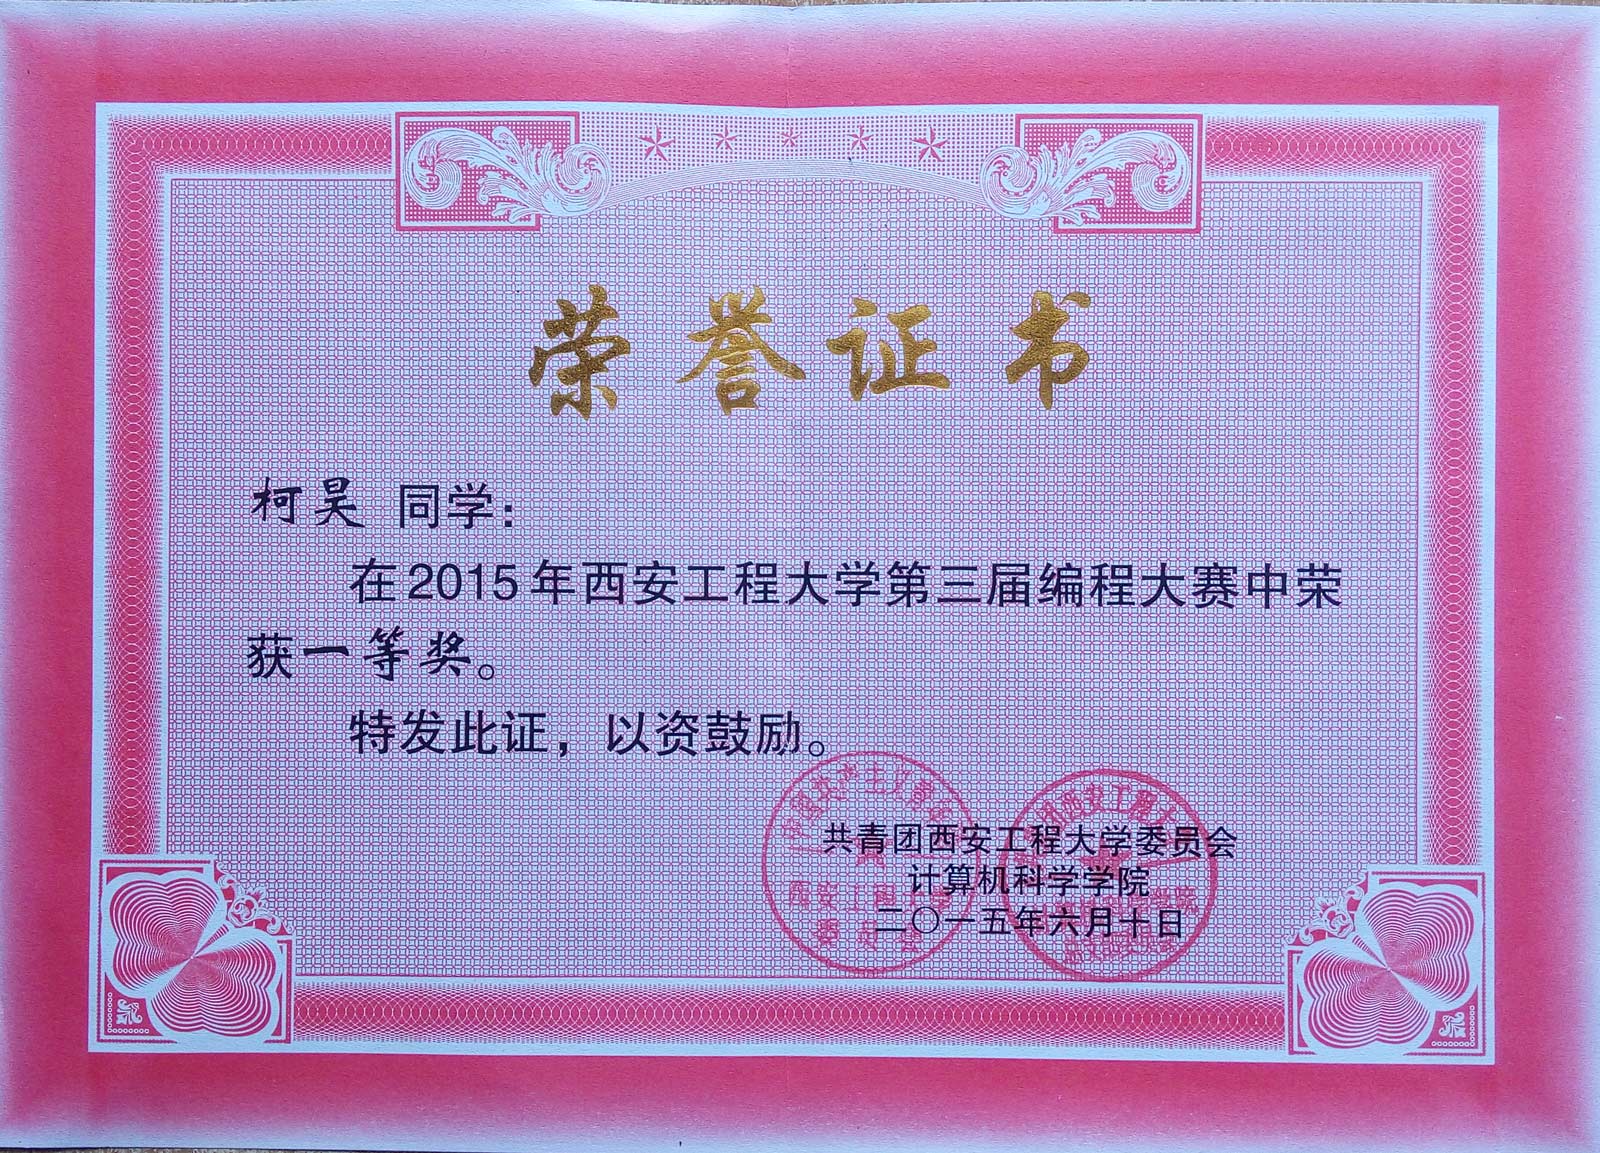 荣誉证书
柯昊 同学：
在2015年西安工程大学第三届编程大赛中荣
获一等奖。
特发此证，以资鼓励。
共青团西安工程大学委员会
计算机科学学院
二〇一五年六月十日